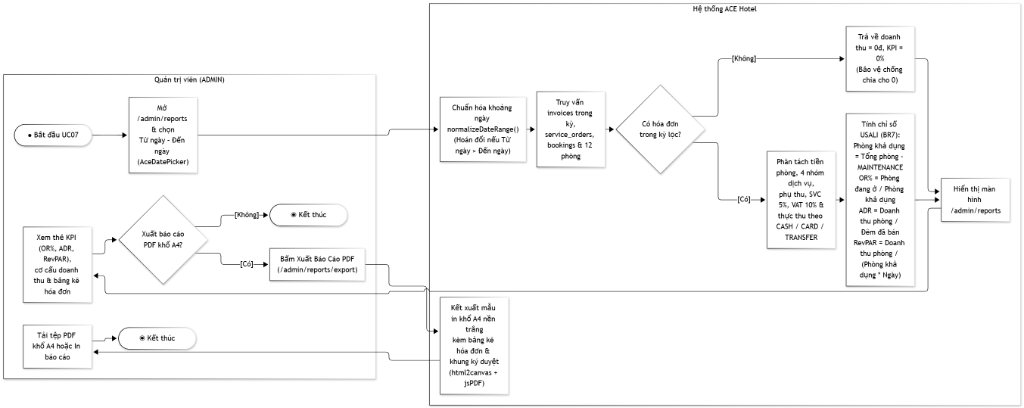 Hệ thống ACE Hotel
Quản trị viên (ADMIN)
● Bắt đầu UC07
Mở
/admin/reports
& chọn
Từ ngày - Đến
ngày
(AceDatePicker)
Chuẩn hóa khoảng
ngày
normalizeDateRange()
(Hoán đổi nếu Từ
ngày > Đến ngày)
Truy vấn
invoices trong
kỳ,
service_orders,
bookings & 12
phòng
Có hóa đơn
trong kỳ lọc?
[Không]
Trả về doanh
thu = 0đ, KPI =
0%
(Bảo vệ chống
chia cho 0)
[Có]
Phân tách tiền
phòng, 4 nhóm
dịch vụ,
phụ thu, SVC
5%, VAT 10% &
thực thu theo
CASH / CARD /
TRANSFER
Tính chỉ số
USALI (BR7):
Phòng khả dụng
= Tổng phòng -
MAINTENANCE
OR% = Phòng
đang ở / Phòng
khả dụng
ADR = Doanh
thu phòng /
Đêm đã bán
RevPAR = Doanh
thu phòng /
(Phòng khả
dụng * Ngày)
Hiển thị màn
hình
/admin/reports
Xem thẻ KPI
(OR%, ADR,
RevPAR),
cơ cấu doanh
thu & bảng kê
hóa đơn
Xuất báo cáo
PDF khổ A4?
[Không]
◉ Kết thúc
[Có]
Bấm Xuất Báo Cáo PDF
(/admin/reports/export)
Kết xuất mẫu
in khổ A4 nền
trắng
kèm bảng kê
hóa đơn &
khung ký duyệt
(html2canvas +
jsPDF)
Tải tệp PDF
khổ A4 hoặc in
báo cáo
◉ Kết thúc